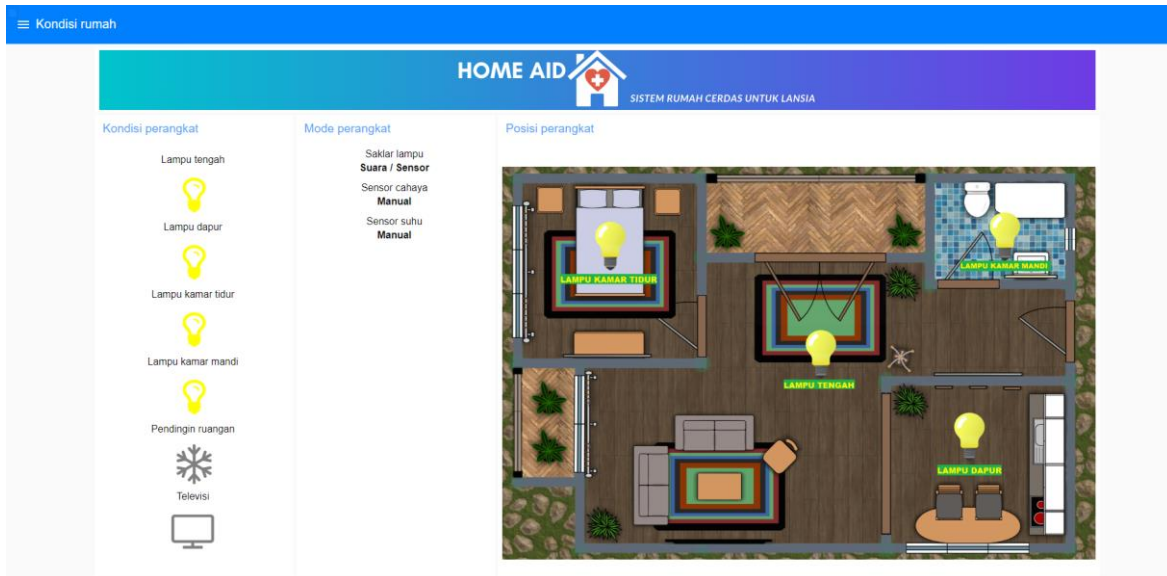 Kondisi rumah
HOME AID
SISTEM RUMAH CERDAS UNTUK LANSIA
Kondisi perangkat
Lampu tengah
Lampu dapur
Lampu kamar tidur
Lampu kamar mandi
Pendingin ruangan
Televisi
Mode perangkat
Saklar lampu
Suara / Sensor
Sensor cahaya
Manual
Sensor suhu
Manual
Posisi perangkat
LAMPU KAMAR TIDUR
LAMPU KAMAR MANDI
LAMPU TENGAH
LAMPU DAPUR